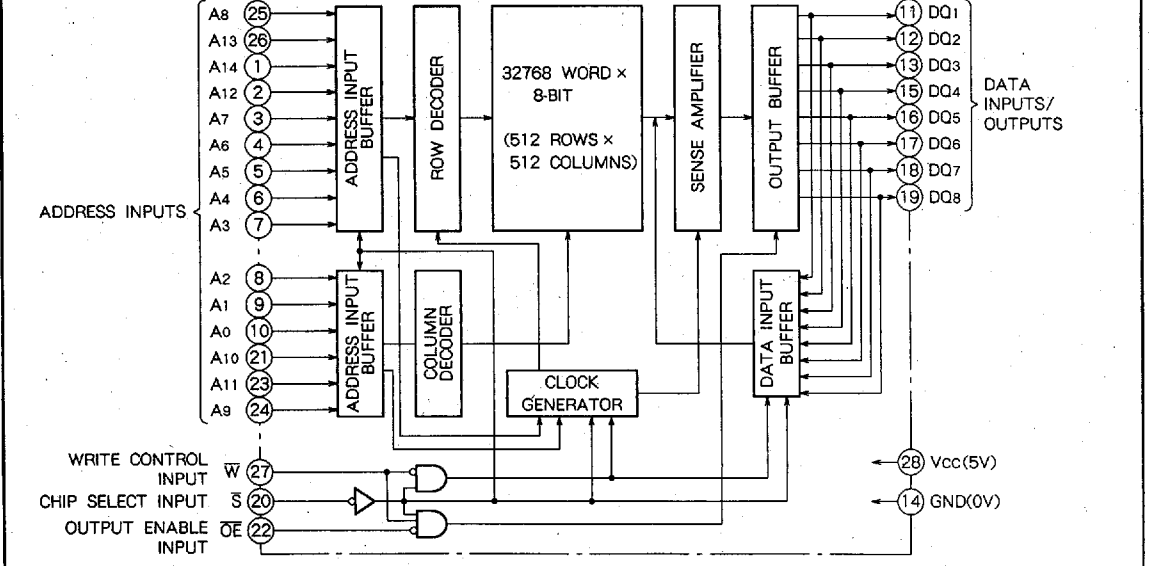 A8 25
A13 26
A14 1
A12 2
A7 3
A6 4
A5 5
A4 6
A3 7
ADDRESS INPUTS
A2 8
A1 9
A0 10
A10 21
A11 23
A9 24
WRITE CONTROL
INPUT
W̅ 27
CHIP SELECT INPUT S̅ 20
OUTPUT ENABLE
INPUT
O̅E̅ 22
ADDRESS INPUT
BUFFER
ROW DECODER
32768 WORD ×
8-BIT
(512 ROWS ×
512 COLUMNS)
SENSE AMPLIFIER
OUTPUT BUFFER
ADDRESS INPUT
BUFFER
COLUMN
DECODER
CLOCK
GENERATOR
DATA INPUT
BUFFER
11 DQ1
12 DQ2
13 DQ3
15 DQ4
16 DQ5
17 DQ6
18 DQ7
19 DQ8
DATA
INPUTS/
OUTPUTS
28 Vcc(5V)
14 GND(0V)